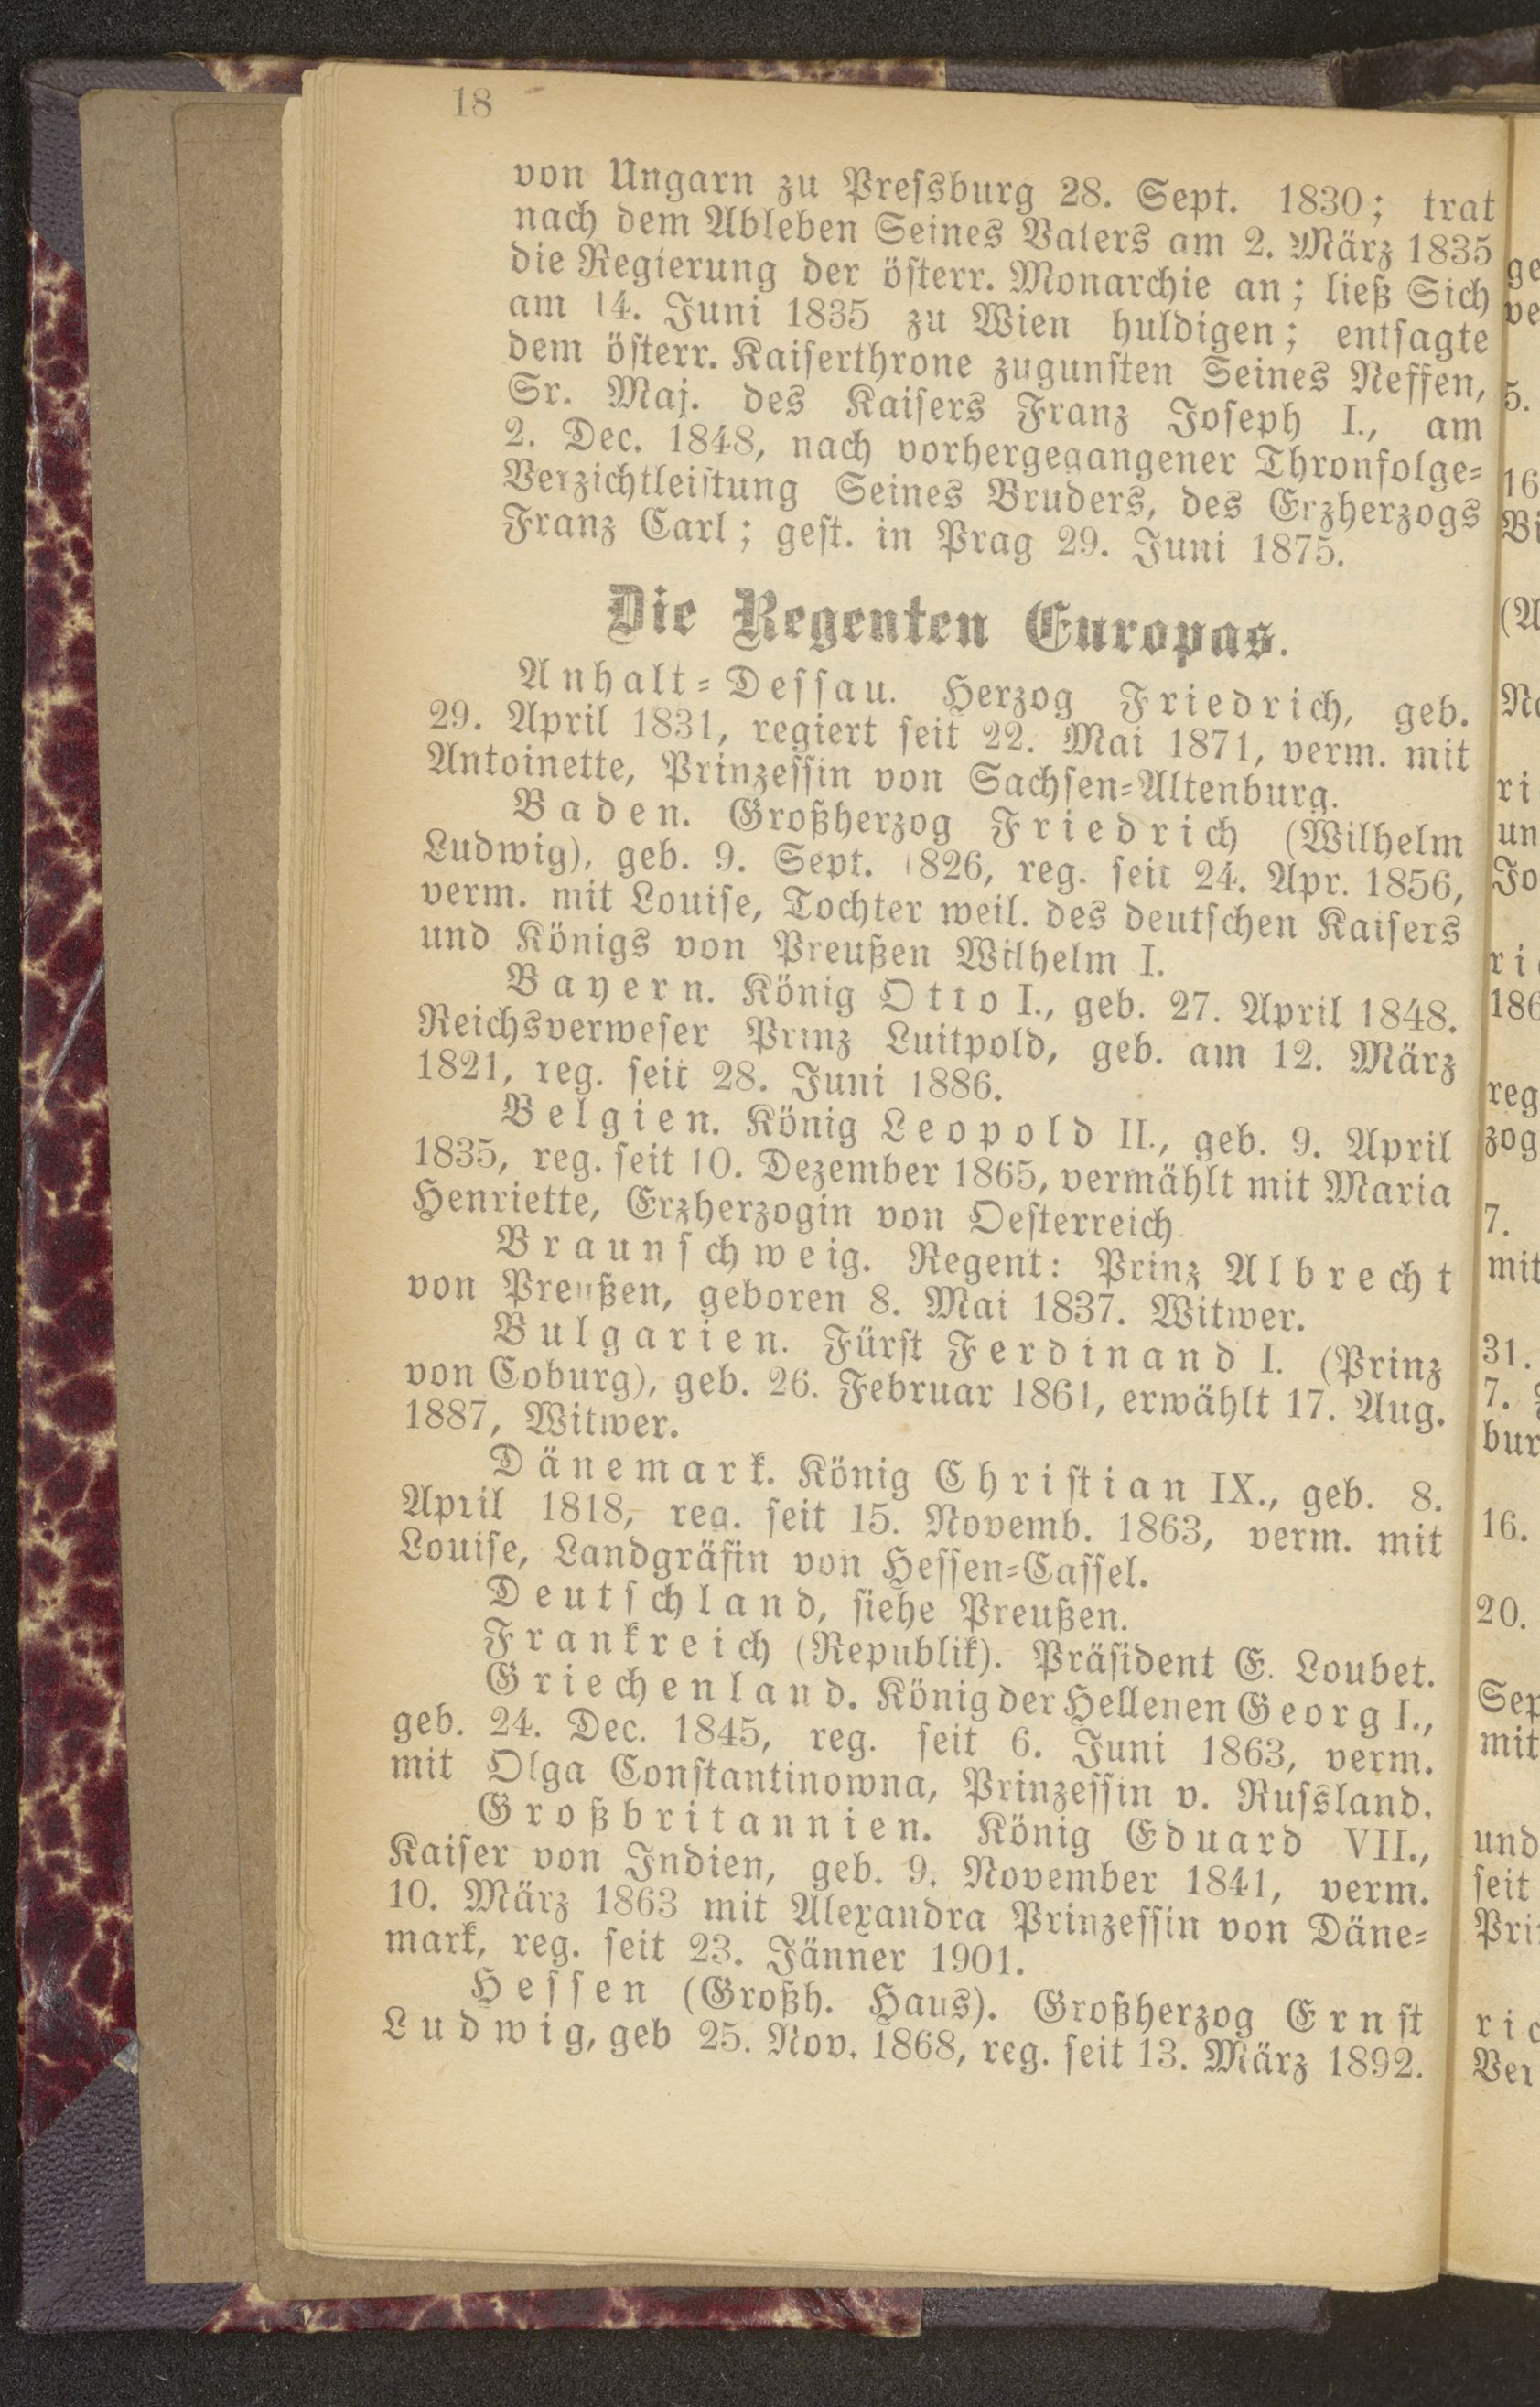 18
von Ungarn zu Pressburg 28. Sept. 1830; trat
nach dem Ableben Seines Vaters am 2. März 1835
die Regierung der österr. Monarchie an; ließ Sich
am 14. Juni 1835 zu Wien huldigen; entsagte
dem österr. Kaiserthrone zugunsten Seines Neffen,
Sr. Maj. des Kaisers Franz Joseph I., am
2. Dec. 1848, nach vorhergegangener Thronfolge-
Verzichtleistung Seines Bruders, des Erzherzogs
Franz Carl; gest. in Prag 29. Juni 1875.
Die Regenten Europas.
Anhalt-Dessau. Herzog Friedrich, geb.
29. April 1831, regiert seit 22. Mai 1871, verm. mit
Antoinette, Prinzessin von Sachsen-Altenburg.
Baden. Großherzog Friedrich (Wilhelm
Ludwig), geb. 9. Sept. 1826, reg. seit 24. Apr. 1856,
verm. mit Louise, Tochter weil. des deutschen Kaisers
und Königs von Preußen Wilhelm I.
Bayern. König Otto I., geb. 27. April 1848.
Reichsverweser Prinz Luitpold, geb. am 12. März
1821, reg. seit 28. Juni 1886.
Belgien. König Leopold II., geb. 9. April
1835, reg. seit 10. Dezember 1865, vermählt mit Maria
Henriette, Erzherzogin von Oesterreich.
Braunschweig. Regent: Prinz Albrecht
von Preußen, geboren 8. Mai 1837. Witwer.
Bulgarien. Fürst Ferdinand I. (Prinz
von Coburg), geb. 26. Februar 1861, erwählt 17. Aug.
1887, Witwer.
Dänemark. König Christian IX., geb. 8.
April 1818, reg. seit 15. Novemb. 1863, verm. mit
Louise, Landgräfin von Hessen-Cassel.
Deutschland, siehe Preußen.
Frankreich (Republik). Präsident E. Loubet.
Griechenland. König der Hellenen Georg I.,
geb. 24. Dec. 1845, reg. seit 6. Juni 1863, verm.
mit Olga Constantinowna, Prinzessin v. Russland.
Großbritannien. König Eduard VII.,
Kaiser von Indien, geb. 9. November 1841, verm.
10. März 1863 mit Alexandra Prinzessin von Däne-
mark, reg. seit 23. Jänner 1901.
Hessen (Großh. Haus). Großherzog Ernst
Ludwig, geb 25. Nov. 1868, reg. seit 13. März 1892.